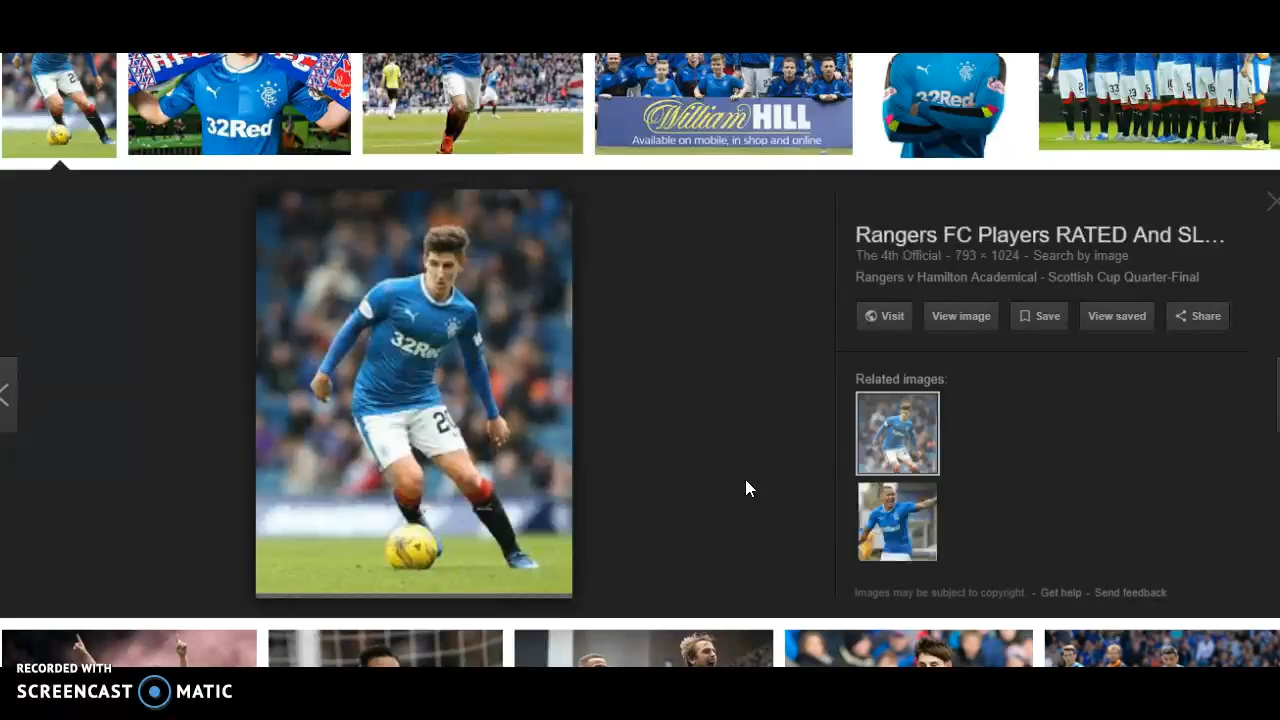 32Red
William HILL
Available on mobile, in shop and online
32Red
Rangers FC Players RATED And SL...
The 4th Official - 793 × 1024 - Search by image
Rangers v Hamilton Academical - Scottish Cup Quarter-Final
Visit
View image
Save
View saved
Share
32Red
Related images:
Images may be subject to copyright. - Get help - Send feedback
RECORDED WITH
SCREENCAST MATIC